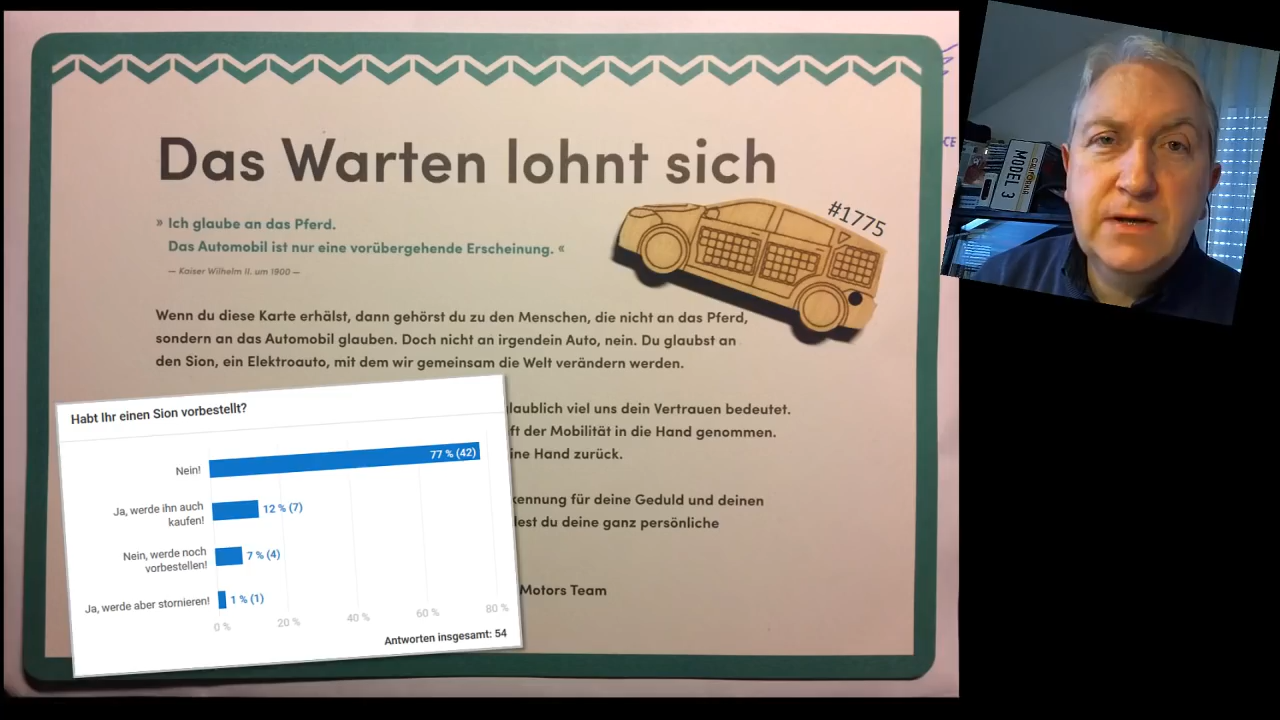 Das Warten lohnt sich
» Ich glaube an das Pferd.
Das Automobil ist nur eine vorübergehende Erscheinung. «
— Kaiser Wilhelm II. um 1900 —
#1775
Wenn du diese Karte erhälst, dann gehörst du zu den Menschen, die nicht an das Pferd,
sondern an das Automobil glauben. Doch nicht an irgendein Auto, nein. Du glaubst an
den Sion, ein Elektroauto, mit dem wir gemeinsam die Welt verändern werden.
viel uns dein Vertrauen bedeutet.
der Mobilität in die Hand genommen.
Hand zurück.
für deine Geduld und deinen
du deine ganz persönliche
Motors Team
Habt Ihr einen Sion vorbestellt?
Nein! 77 % (42)
Ja, werde ihn auch
kaufen! 12 % (7)
Nein, werde noch
vorbestellen! 7 % (4)
Ja, werde aber stornieren! 1 % (1)
0 % 20 % 40 % 60 % 80 %
Antworten insgesamt: 54
CE
MODEL 3